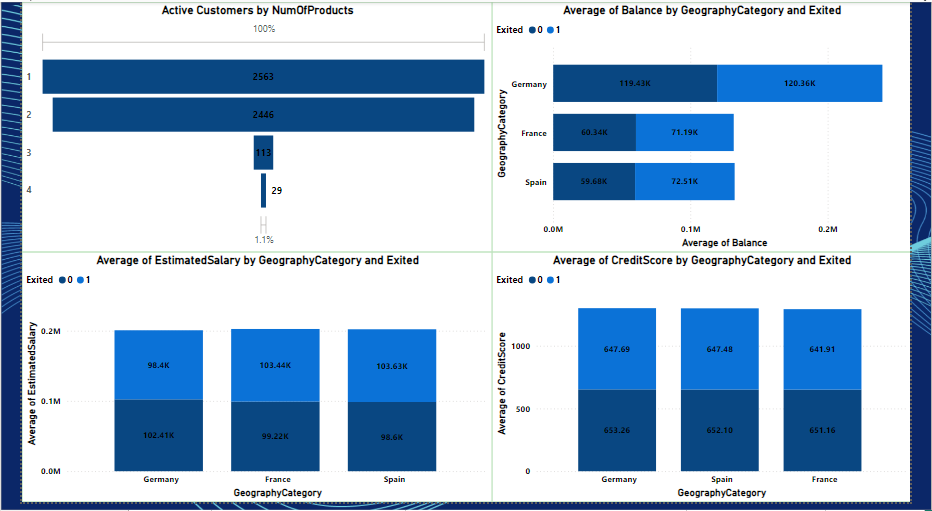 Active Customers by NumOfProducts
100%
1
2563
2
2446
3
113
4
29
1.1%
Average of Balance by GeographyCategory and Exited
Exited 0 1
GeographyCategory
Germany
119.43K
120.36K
France
60.34K
71.19K
Spain
59.68K
72.51K
0.0M
0.1M
0.2M
Average of Balance
Average of EstimatedSalary by GeographyCategory and Exited
Exited 0 1
Average of EstimatedSalary
0.2M
98.4K
103.44K
103.63K
0.1M
102.41K
99.22K
98.6K
0.0M
Germany
France
Spain
GeographyCategory
Average of CreditScore by GeographyCategory and Exited
Exited 0 1
Average of CreditScore
1000
647.69
647.48
641.91
500
653.26
652.10
651.16
0
Germany
Spain
France
GeographyCategory